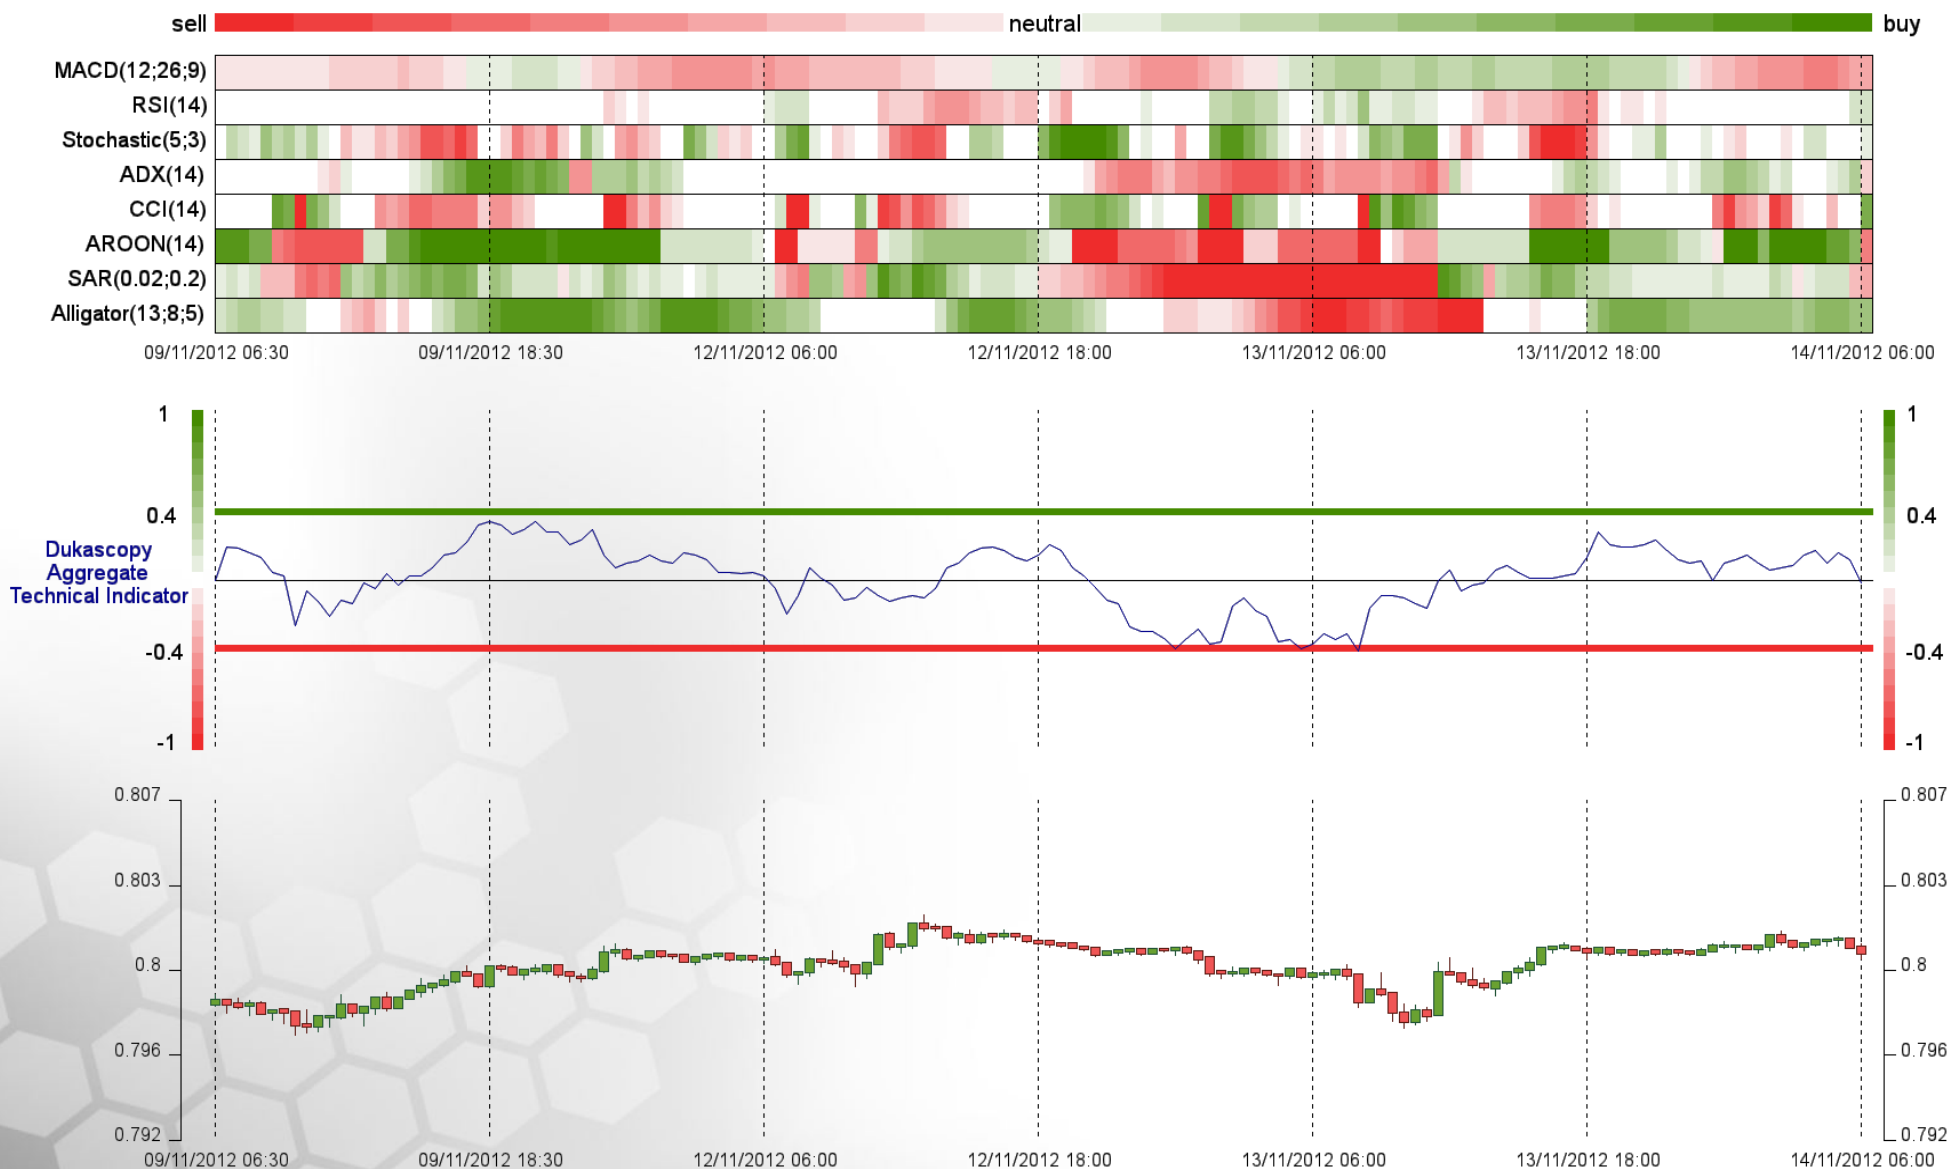 sell neutral buy
MACD(12;26;9)
RSI(14)
Stochastic(5;3)
ADX(14)
CCI(14)
AROON(14)
SAR(0.02;0.2)
Alligator(13;8;5)
09/11/2012 06:30 09/11/2012 18:30 12/11/2012 06:00 12/11/2012 18:00 13/11/2012 06:00 13/11/2012 18:00 14/11/2012 06:00
1 1
0.4 0.4
Dukascopy
Aggregate
Technical Indicator
-0.4 -0.4
-1 -1
0.807 0.807
0.803 0.803
0.8 0.8
0.796 0.796
0.792 0.792
09/11/2012 06:30 09/11/2012 18:30 12/11/2012 06:00 12/11/2012 18:00 13/11/2012 06:00 13/11/2012 18:00 14/11/2012 06:00